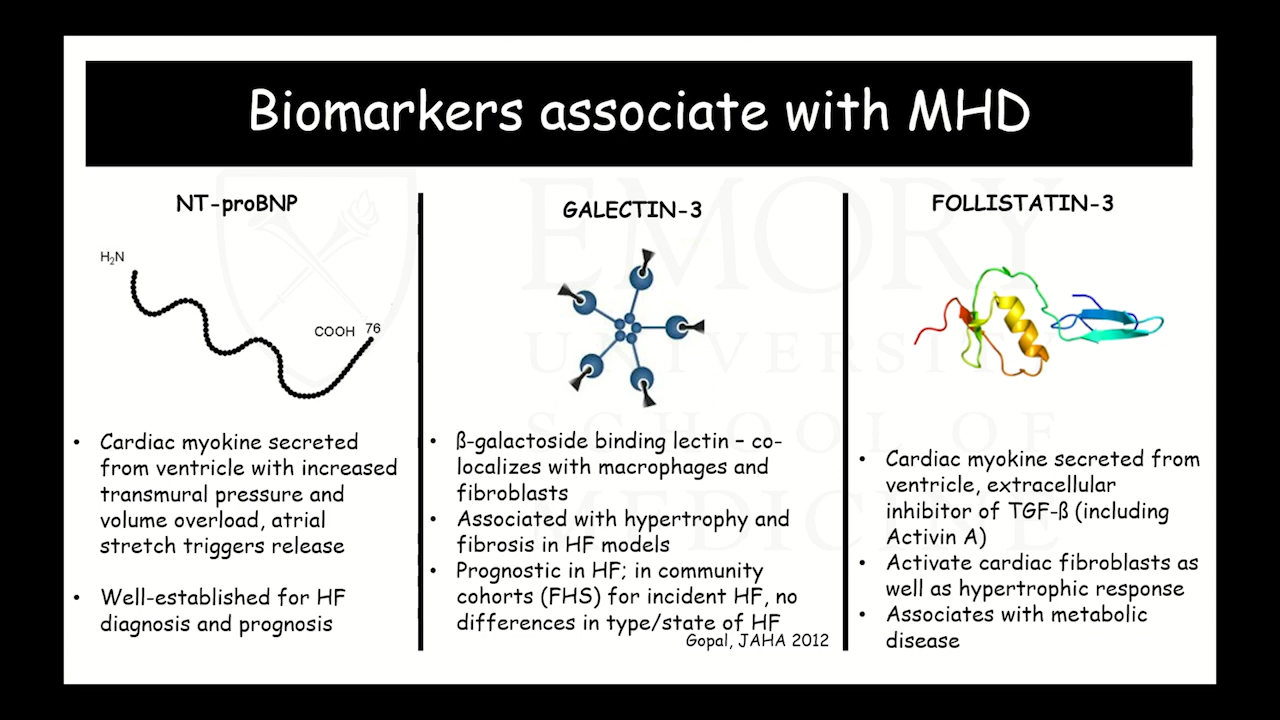 Biomarkers associate with MHD
NT-proBNP
H₂N
COOH 76
• Cardiac myokine secreted
from ventricle with increased
transmural pressure and
volume overload, atrial
stretch triggers release
• Well-established for HF
diagnosis and prognosis
GALECTIN-3
• ß-galactoside binding lectin – co-
localizes with macrophages and
fibroblasts
• Associated with hypertrophy and
fibrosis in HF models
• Prognostic in HF; in community
cohorts (FHS) for incident HF, no
differences in type/state of HF
Gopal, JAHA 2012
FOLLISTATIN-3
• Cardiac myokine secreted from
ventricle, extracellular
inhibitor of TGF-ß (including
Activin A)
• Activate cardiac fibroblasts as
well as hypertrophic response
• Associates with metabolic
disease
EMORY
UNIVERSITY
SCHOOL OF
MEDICINE